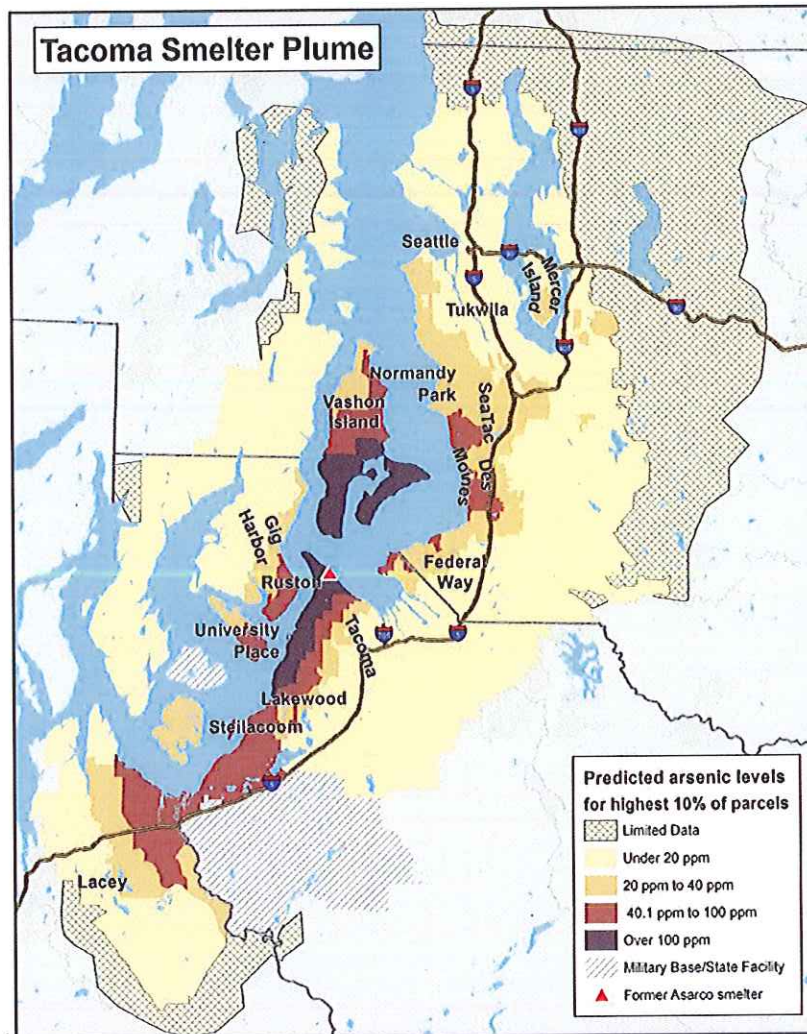 Tacoma Smelter Plume
Seattle
Mercer
Island
Tukwila
Normandy
Park
Vashon
Island
SeaTac
Des
Moines
Gig
Harbor
Federal
Way
Ruston
University
Place
Tacoma
Lakewood
Steilacoom
Lacey
Predicted arsenic levels
for highest 10% of parcels
Limited Data
Under 20 ppm
20 ppm to 40 ppm
40.1 ppm to 100 ppm
Over 100 ppm
Military Base/State Facility
Former Asarco smelter